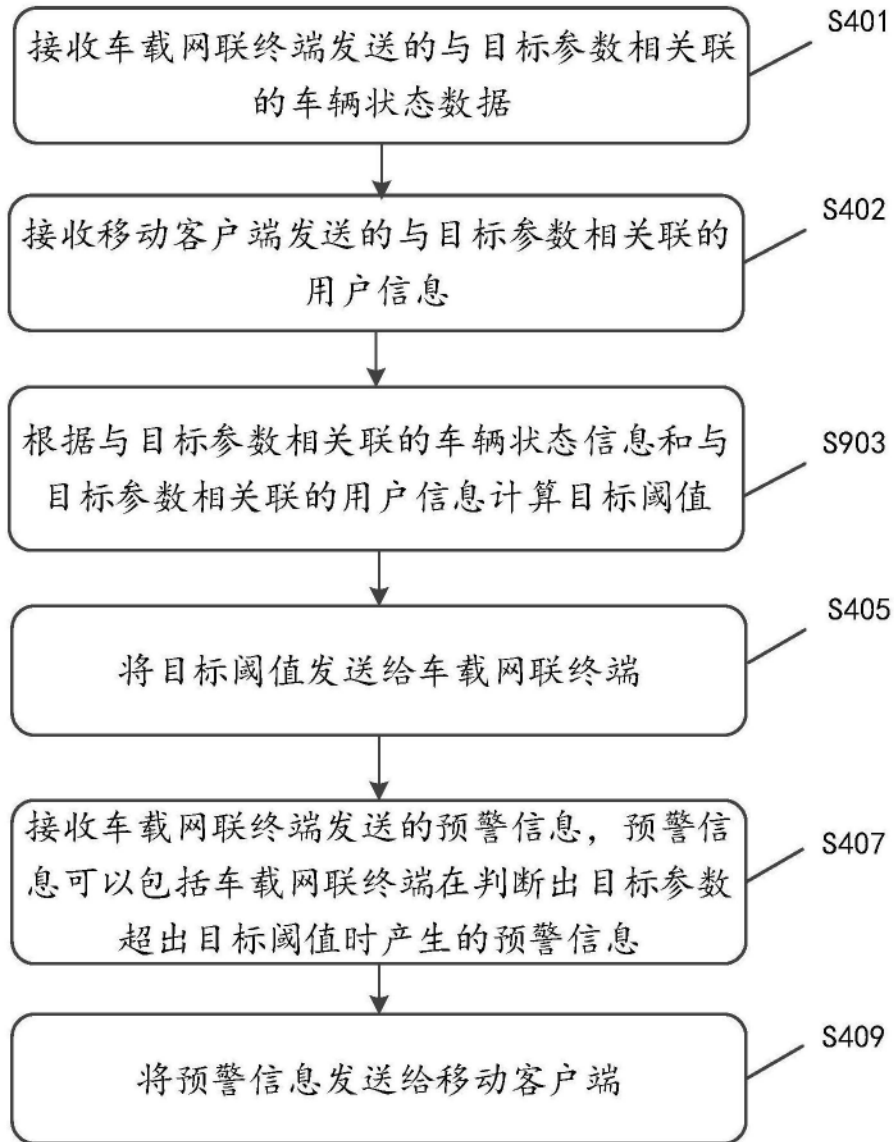 接收车载网联终端发送的与目标参数相关联
的车辆状态数据
S401
接收移动客户端发送的与目标参数相关联的
用户信息
S402
根据与目标参数相关联的车辆状态信息和与
目标参数相关联的用户信息计算目标阈值
S903
将目标阈值发送给车载网联终端
S405
接收车载网联终端发送的预警信息，预警信
息可以包括车载网联终端在判断出目标参数
超出目标阈值时产生的预警信息
S407
将预警信息发送给移动客户端
S409